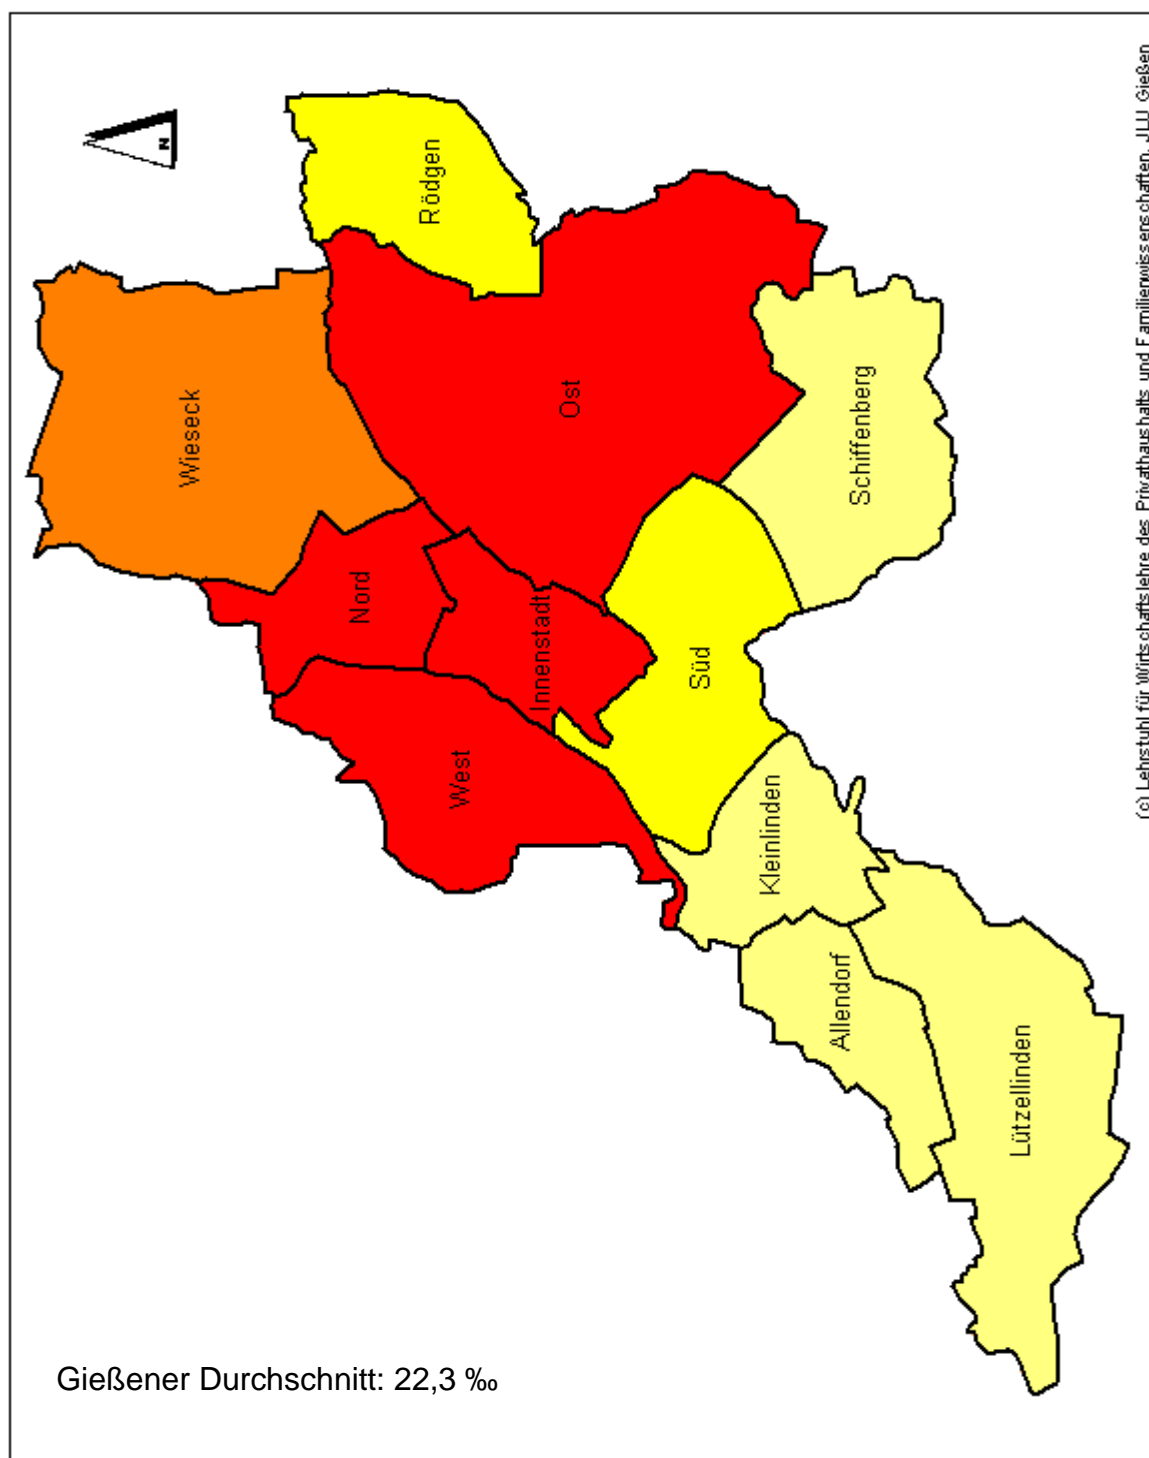 N
Rödgen
Wieseck
Ost
Schiffenberg
Nord
Innenstadt
Süd
West
Kleinlinden
Allendorf
Lützellinden
Gießener Durchschnitt: 22,3 ‰
(c) Lehrstuhl für Wirtschaftslehre des Privathaushalts und Familienwissenschaften, JLU Gießen